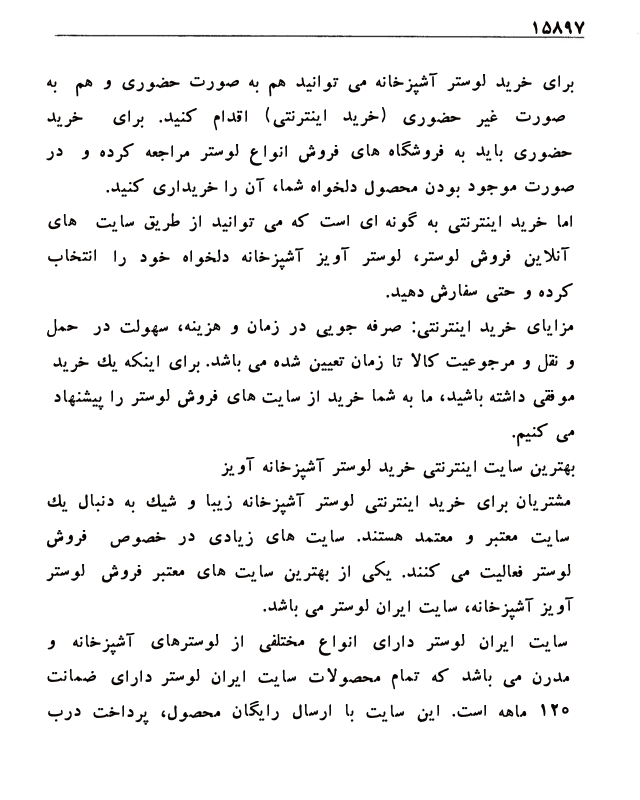 ۱۵۸۹۷
برای خرید لوستر آشپزخانه می توانید هم به صورت حضوری و هم به
صورت غیر حضوری (خرید اینترنتی) اقدام کنید. برای خرید
حضوری باید به فروشگاه های فروش انواع لوستر مراجعه کرده و در
صورت موجود بودن محصول دلخواه شما، آن را خریداری کنید.
اما خرید اینترنتی به گونه ای است که می توانید از طریق سایت های
آنلاین فروش لوستر، لوستر آویز آشپزخانه دلخواه خود را انتخاب
کرده و حتی سفارش دهید.
مزایای خرید اینترنتی: صرفه جویی در زمان و هزینه، سهولت در حمل
و نقل و مرجوعیت کالا تا زمان تعیین شده می باشد. برای اینکه یك خرید
موفقی داشته باشید، ما به شما خرید از سایت های فروش لوستر را پیشنهاد
می کنیم.
بهترین سایت اینترنتی خرید لوستر آشپزخانه آویز
مشتریان برای خرید اینترنتی لوستر آشپزخانه زیبا و شیك به دنبال یك
سایت معتبر و معتمد هستند. سایت های زیادی در خصوص فروش
لوستر فعالیت می کنند. یکی از بهترین سایت های معتبر فروش لوستر
آویز آشپزخانه، سایت ایران لوستر می باشد.
سایت ایران لوستر دارای انواع مختلفی از لوسترهای آشپزخانه و
مدرن می باشد که تمام محصولات سایت ایران لوستر دارای ضمانت
۱۲۰ ماهه است. این سایت با ارسال رایگان محصول، پرداخت درب